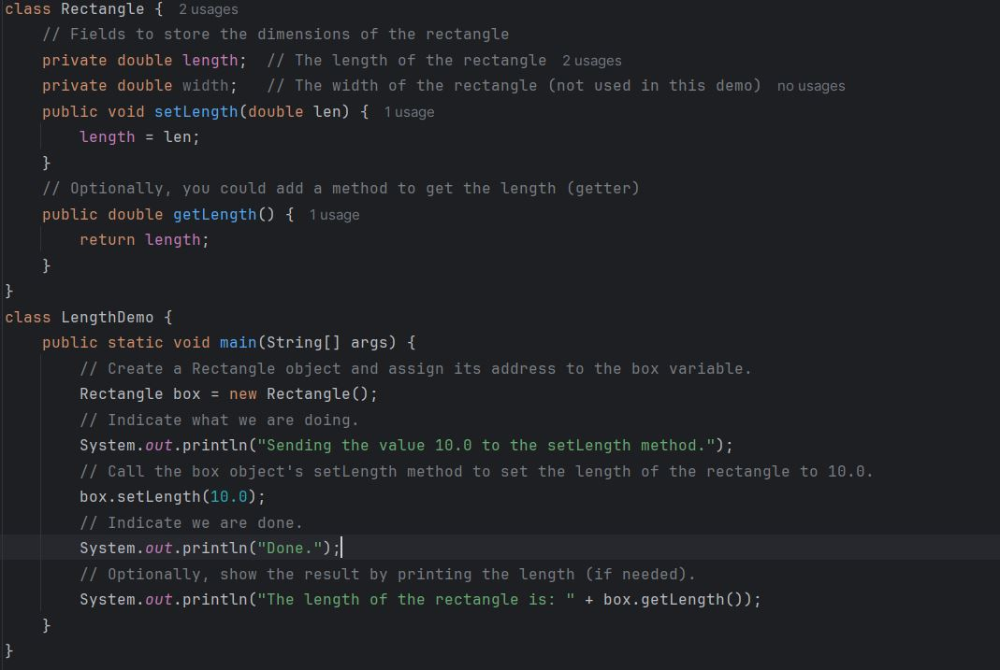 class Rectangle {  2 usages
    // Fields to store the dimensions of the rectangle
    private double length;  // The length of the rectangle  2 usages
    private double width;   // The width of the rectangle (not used in this demo)  no usages
    public void setLength(double len) {  1 usage
        length = len;
    }
    // Optionally, you could add a method to get the length (getter)
    public double getLength() {  1 usage
        return length;
    }
}
class LengthDemo {
    public static void main(String[] args) {
        // Create a Rectangle object and assign its address to the box variable.
        Rectangle box = new Rectangle();
        // Indicate what we are doing.
        System.out.println("Sending the value 10.0 to the setLength method.");
        // Call the box object's setLength method to set the length of the rectangle to 10.0.
        box.setLength(10.0);
        // Indicate we are done.
        System.out.println("Done.");
        // Optionally, show the result by printing the length (if needed).
        System.out.println("The length of the rectangle is: " + box.getLength());
    }
}